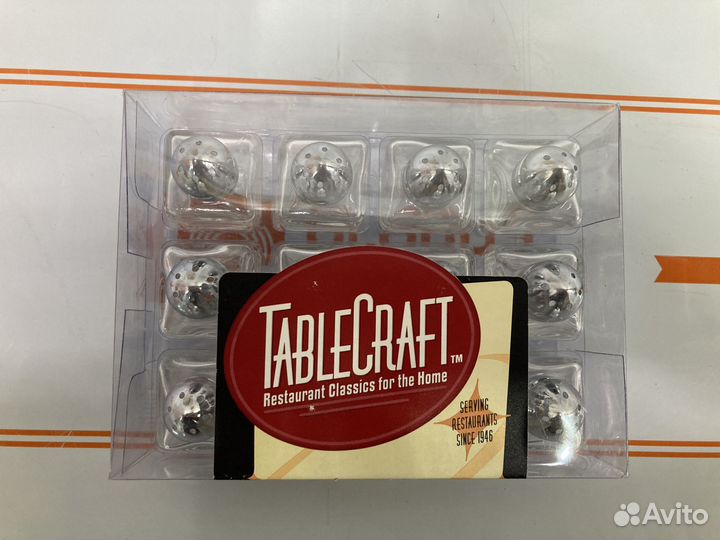 TABLECRAFT™
Restaurant Classics for the Home
SERVING
RESTAURANTS
SINCE 1946
Avito